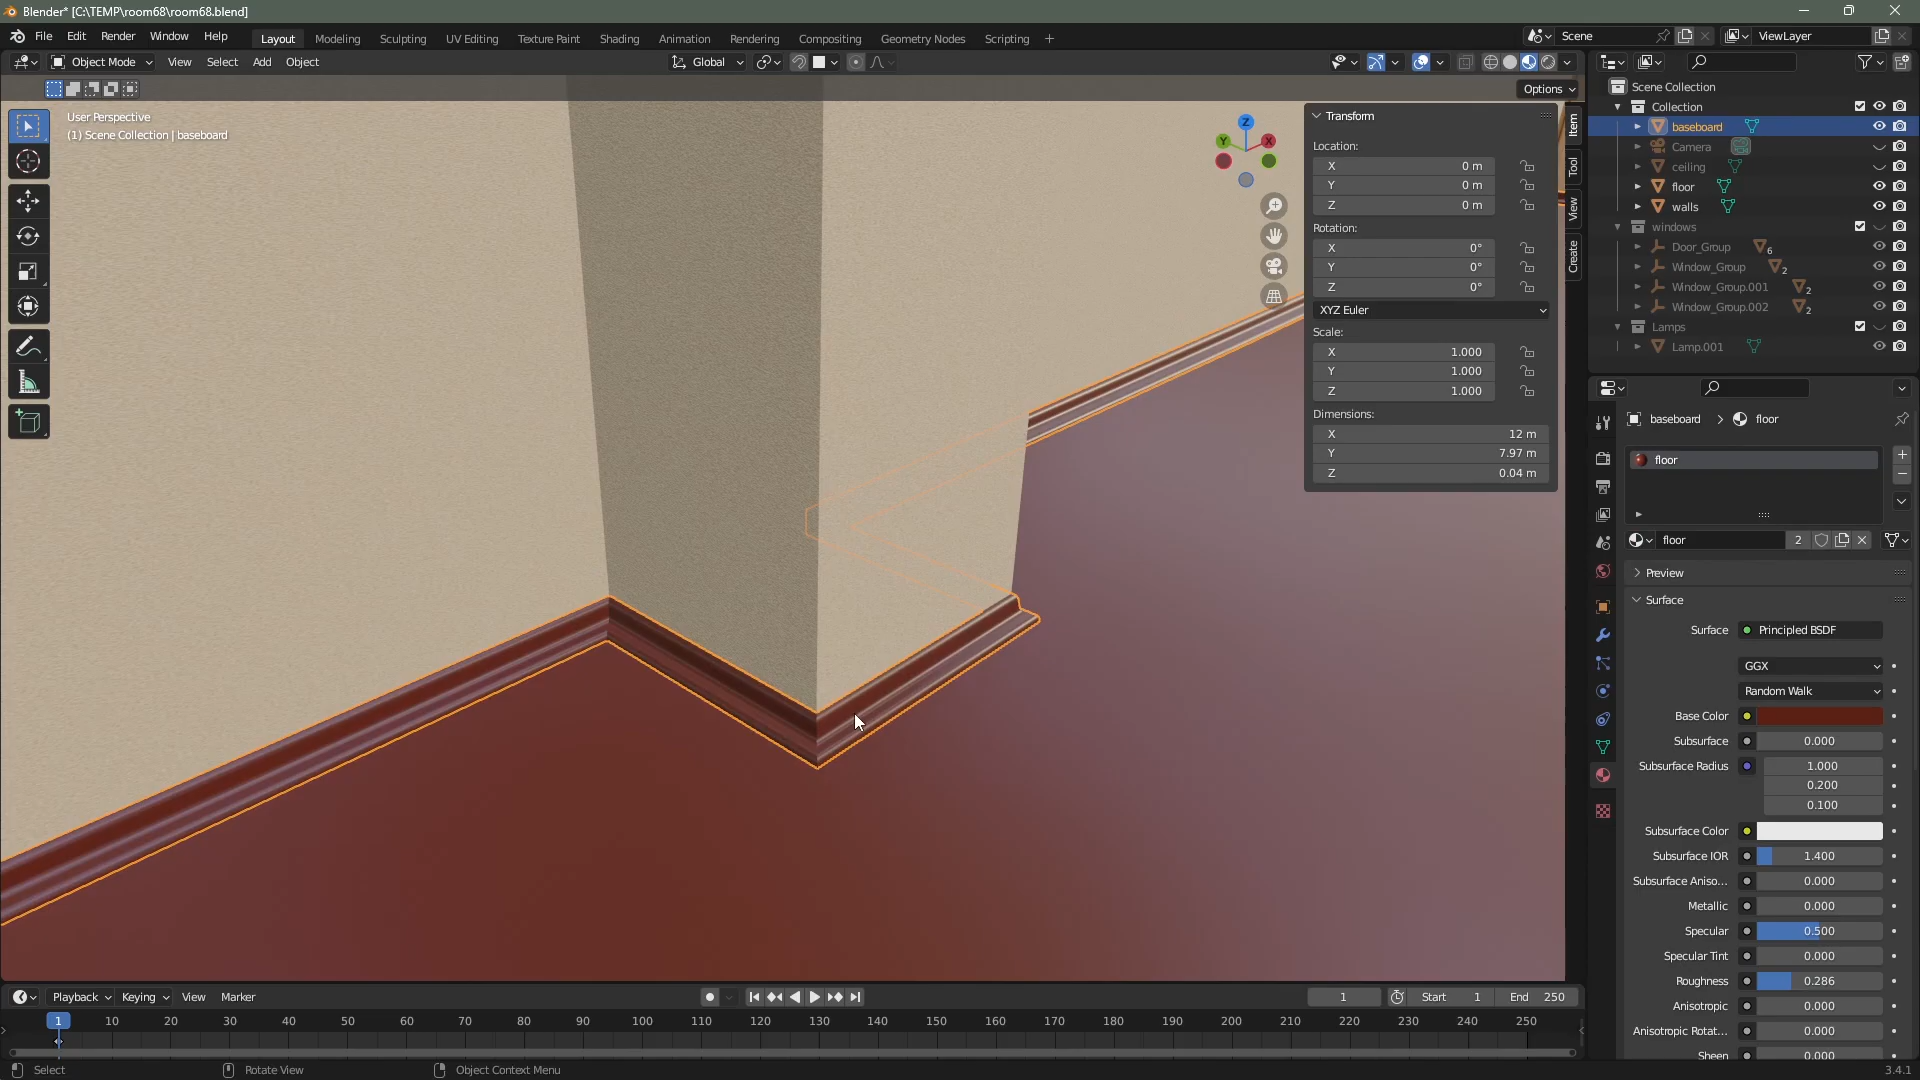 Blender* [C:\TEMP\room68\room68.blend]
File Edit Render Window Help Layout Modeling Sculpting UV Editing Texture Paint Shading Animation Rendering Compositing Geometry Nodes Scripting + Scene ViewLayer
Object Mode View Select Add Object Global
Options
User Perspective
(1) Scene Collection | baseboard
Z
Y X
Transform
Location:
X 0 m
Y 0 m
Z 0 m
Rotation:
X 0°
Y 0°
Z 0°
XYZ Euler
Scale:
X 1.000
Y 1.000
Z 1.000
Dimensions:
X 12 m
Y 7.97 m
Z 0.04 m
Item
Tool
View
Create
Scene Collection
Collection
baseboard
Camera
ceiling
floor
walls
windows
Door_Group 6
Window_Group 2
Window_Group.001 2
Window_Group.002 2
Lamps
Lamp.001
baseboard > floor
floor
floor 2
Preview
Surface
Surface Principled BSDF
GGX
Random Walk
Base Color
Subsurface 0.000
Subsurface Radius 1.000
0.200
0.100
Subsurface Color
Subsurface IOR 1.400
Subsurface Aniso... 0.000
Metallic 0.000
Specular 0.500
Specular Tint 0.000
Roughness 0.286
Anisotropic 0.000
Anisotropic Rotat... 0.000
Sheen 0.000
Playback Keying View Marker 1 Start 1 End 250
1 10 20 30 40 50 60 70 80 90 100 110 120 130 140 150 160 170 180 190 200 210 220 230 240 250
Select Rotate View Object Context Menu 3.4.1